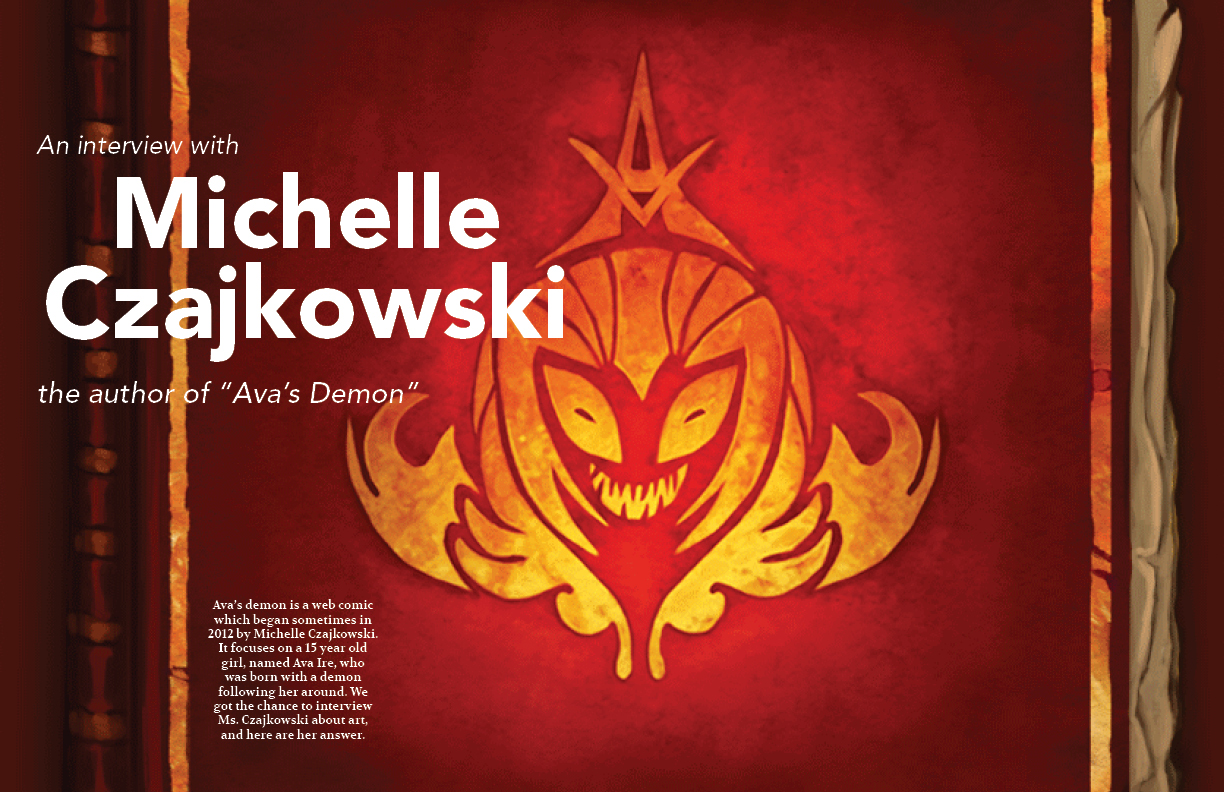 An interview with
Michelle
Czajkowski
the author of “Ava’s Demon”
Ava’s demon is a web comic
which began sometimes in
2012 by Michelle Czajkowski.
It focuses on a 15 year old
girl, named Ava Ire, who
was born with a demon
following her around. We
got the chance to interview
Ms. Czajkowski about art,
and here are her answer.